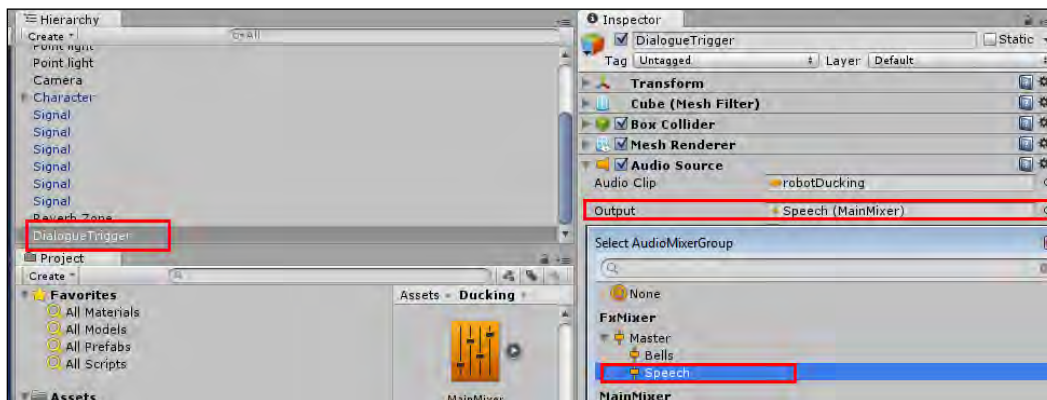 Hierarchy
Create
All
Point light
Point light
Camera
Character
Signal
Signal
Signal
Signal
Signal
Signal
Reverb Zone
DialogueTrigger
Project
Create
Favorites
All Materials
All Models
All Prefabs
All Scripts
Assets
Assets Ducking
MainMixer
Inspector
DialogueTrigger
Static
Tag Untagged Layer Default
Transform
Cube (Mesh Filter)
Box Collider
Mesh Renderer
Audio Source
Audio Clip robotDucking
Output Speech (MainMixer)
Select AudioMixerGroup
None
FxMixer
Master
Bells
Speech
MainMixer